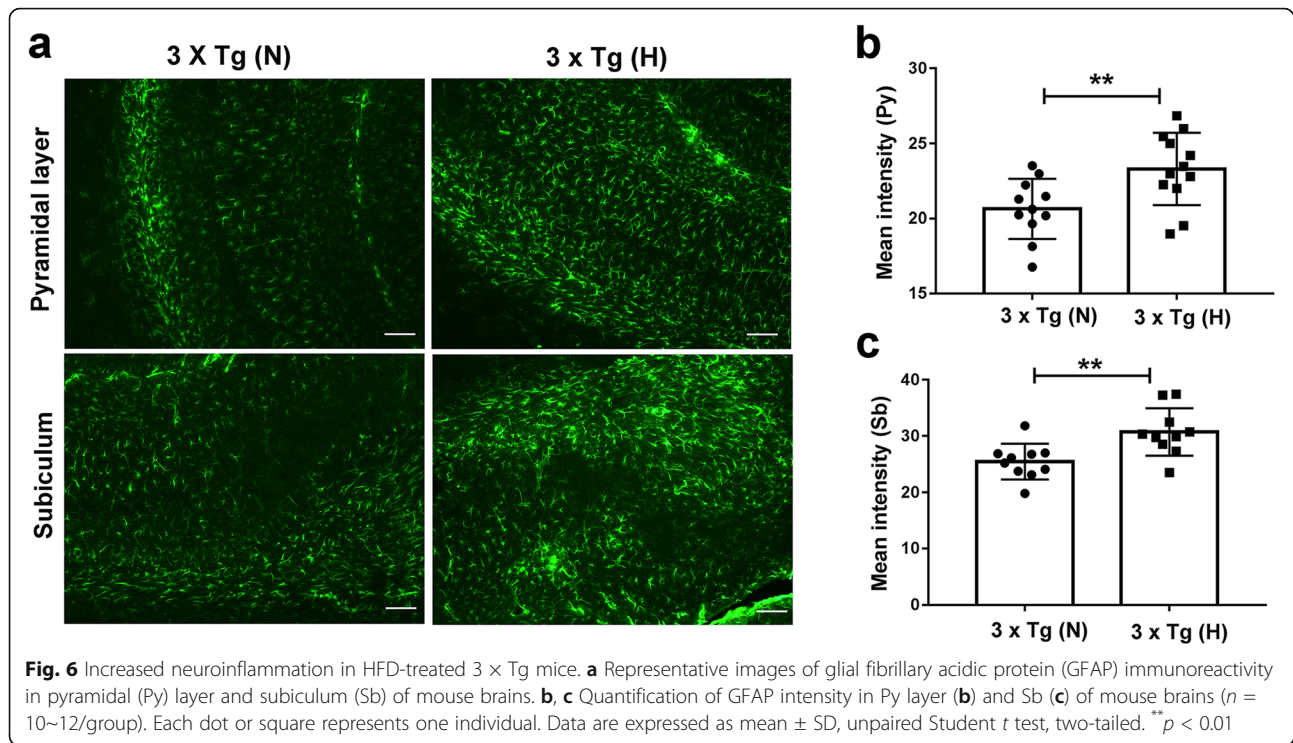 a
3 X Tg (N)
3 x Tg (H)
Pyramidal layer
Subiculum
b
**
30
25
20
15
Mean intensity (Py)
3 x Tg (N)
3 x Tg (H)
c
**
40
30
20
10
0
Mean intensity (Sb)
3 x Tg (N)
3 x Tg (H)
Fig. 6 Increased neuroinflammation in HFD-treated 3 × Tg mice. a Representative images of glial fibrillary acidic protein (GFAP) immunoreactivity
in pyramidal (Py) layer and subiculum (Sb) of mouse brains. b, c Quantification of GFAP intensity in Py layer (b) and Sb (c) of mouse brains (n =
10~12/group). Each dot or square represents one individual. Data are expressed as mean ± SD, unpaired Student t test, two-tailed. **p < 0.01